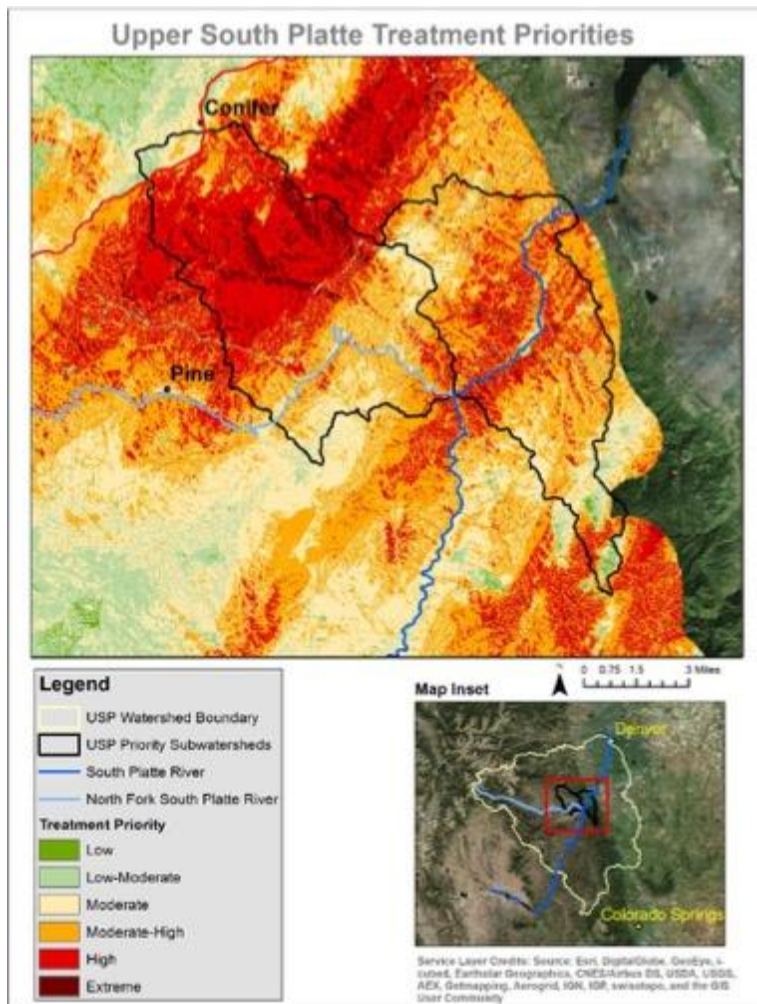 Upper South Platte Treatment Priorities
Conifer
Pine
Legend
USP Watershed Boundary
USP Priority Subwatersheds
South Platte River
North Fork South Platte River
Treatment Priority
Low
Low-Moderate
Moderate
Moderate-High
High
Extreme
N
0 0.75 1.5 3 Miles
Map Inset
Denver
Colorado Springs
Service Layer Credits: Source: Esri, DigitalGlobe, GeoEye, i-
cubed, Earthstar Geographics, CNES/Airbus DS, USDA, USGS,
AEX, Getmapping, Aerogrid, IGN, IGP, swisstopo, and the GIS
User Community